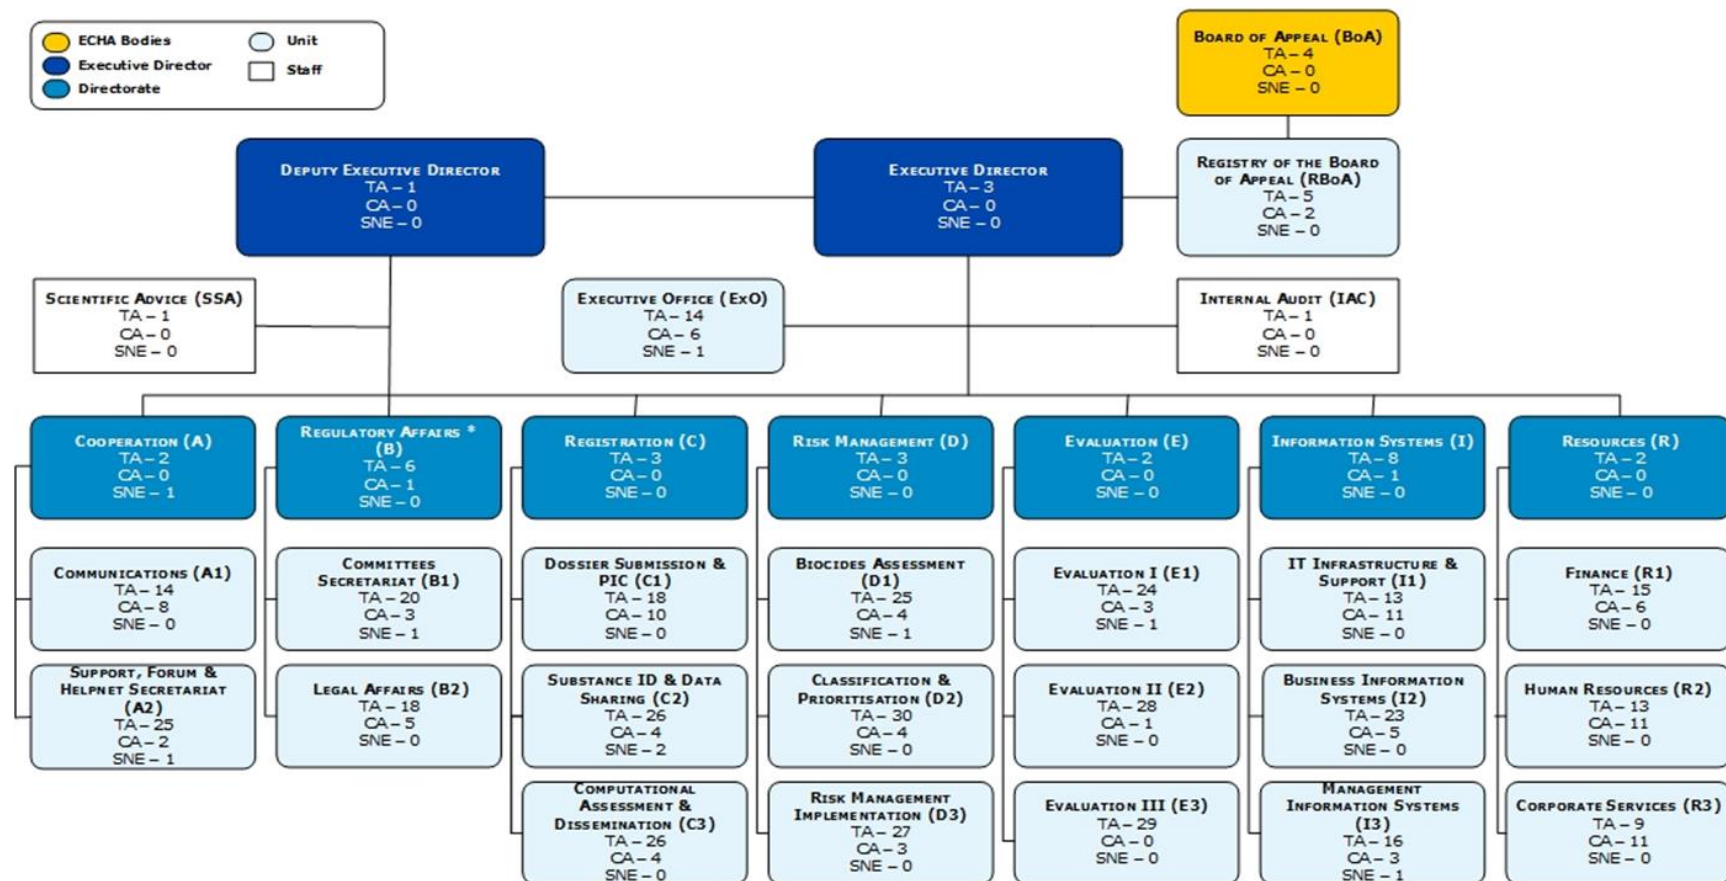 ECHA Bodies
Executive Director
Directorate
Unit
Staff
BOARD OF APPEAL (BOA)
TA – 4
CA – 0
SNE – 0
DEPUTY EXECUTIVE DIRECTOR
TA – 1
CA – 0
SNE – 0
EXECUTIVE DIRECTOR
TA – 3
CA – 0
SNE – 0
REGISTRY OF THE BOARD
OF APPEAL (RBOA)
TA – 5
CA – 2
SNE – 0
SCIENTIFIC ADVICE (SSA)
TA – 1
CA – 0
SNE – 0
EXECUTIVE OFFICE (EXO)
TA – 14
CA – 6
SNE – 1
INTERNAL AUDIT (IAC)
TA – 1
CA – 0
SNE – 0
COOPERATION (A)
TA – 2
CA – 0
SNE – 1
REGULATORY AFFAIRS *
(B)
TA – 6
CA – 1
SNE – 0
REGISTRATION (C)
TA – 3
CA – 0
SNE – 0
RISK MANAGEMENT (D)
TA – 3
CA – 0
SNE – 0
EVALUATION (E)
TA – 2
CA – 0
SNE – 0
INFORMATION SYSTEMS (I)
TA – 8
CA – 1
SNE – 0
RESOURCES (R)
TA – 2
CA – 0
SNE – 0
COMMUNICATIONS (A1)
TA – 14
CA – 8
SNE – 0
COMMITTEES
SECRETARIAT (B1)
TA – 20
CA – 3
SNE – 1
DOSSIER SUBMISSION &
PIC (C1)
TA – 18
CA – 10
SNE – 0
BIOCIDES ASSESSMENT
(D1)
TA – 25
CA – 4
SNE – 1
EVALUATION I (E1)
TA – 24
CA – 3
SNE – 1
IT INFRASTRUCTURE &
SUPPORT (I1)
TA – 13
CA – 11
SNE – 0
FINANCE (R1)
TA – 15
CA – 6
SNE – 0
SUPPORT, FORUM &
HELPNET SECRETARIAT
(A2)
TA – 25
CA – 2
SNE – 1
LEGAL AFFAIRS (B2)
TA – 18
CA – 5
SNE – 0
SUBSTANCE ID & DATA
SHARING (C2)
TA – 26
CA – 4
SNE – 2
CLASSIFICATION &
PRIORITISATION (D2)
TA – 30
CA – 4
SNE – 0
EVALUATION II (E2)
TA – 28
CA – 1
SNE – 0
BUSINESS INFORMATION
SYSTEMS (I2)
TA – 23
CA – 5
SNE – 0
HUMAN RESOURCES (R2)
TA – 13
CA – 11
SNE – 0
COMPUTATIONAL
ASSESSMENT &
DISSEMINATION (C3)
TA – 26
CA – 4
SNE – 0
RISK MANAGEMENT
IMPLEMENTATION (D3)
TA – 27
CA – 3
SNE – 0
EVALUATION III (E3)
TA – 29
CA – 0
SNE – 0
MANAGEMENT
INFORMATION SYSTEMS
(I3)
TA – 16
CA – 3
SNE – 1
CORPORATE SERVICES (R3)
TA – 9
CA – 11
SNE – 0